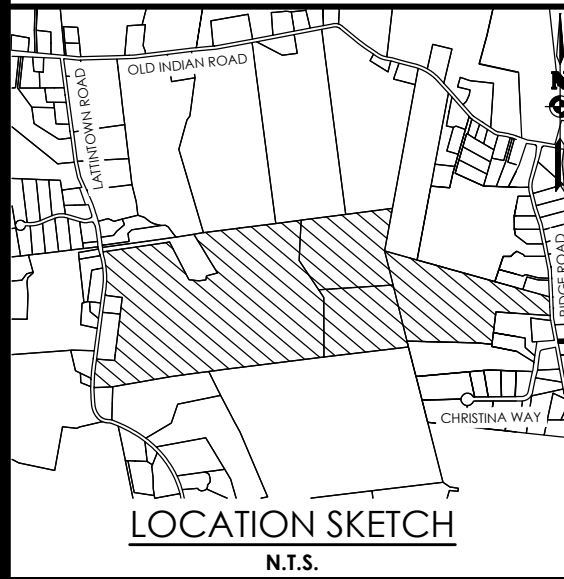 OLD INDIAN ROAD
N
LATTINTOWN ROAD
RIDGE ROAD
CHRISTINA WAY
LOCATION SKETCH
N.T.S.